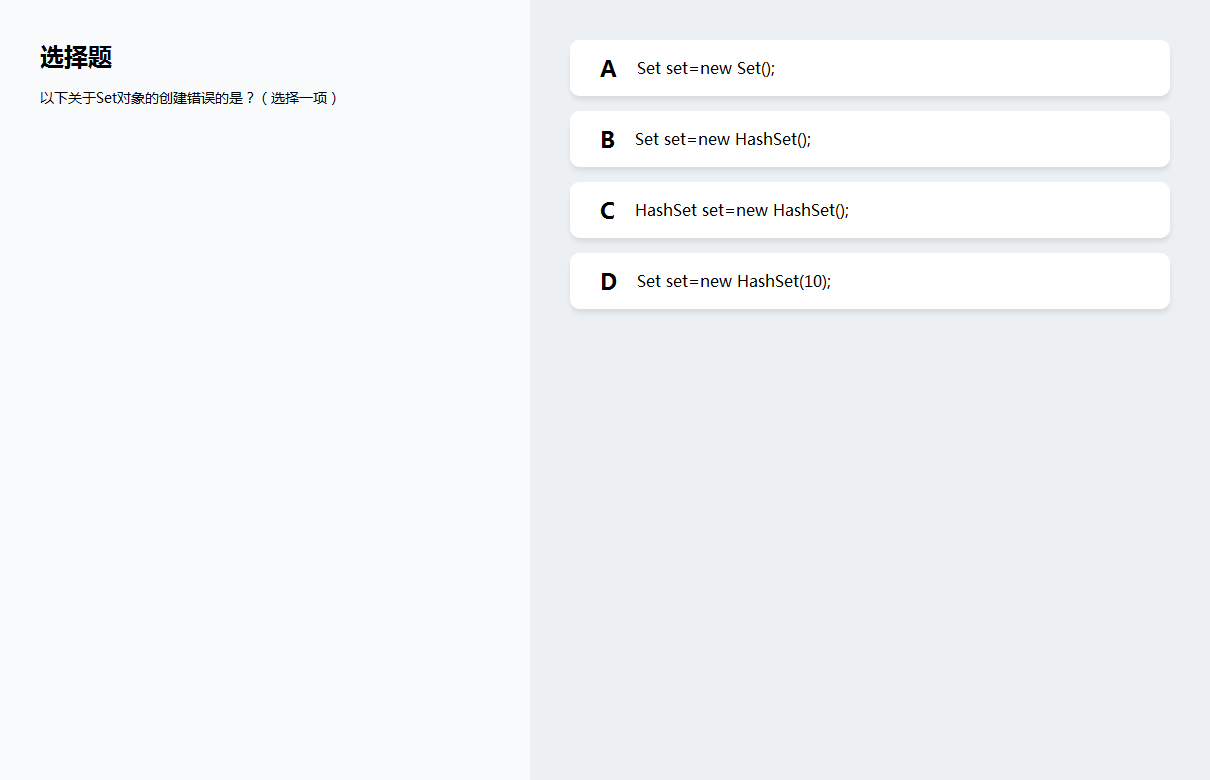 选择题
以下关于Set对象的创建错误的是？（选择一项）
A Set set=new Set();
B Set set=new HashSet();
C HashSet set=new HashSet();
D Set set=new HashSet(10);